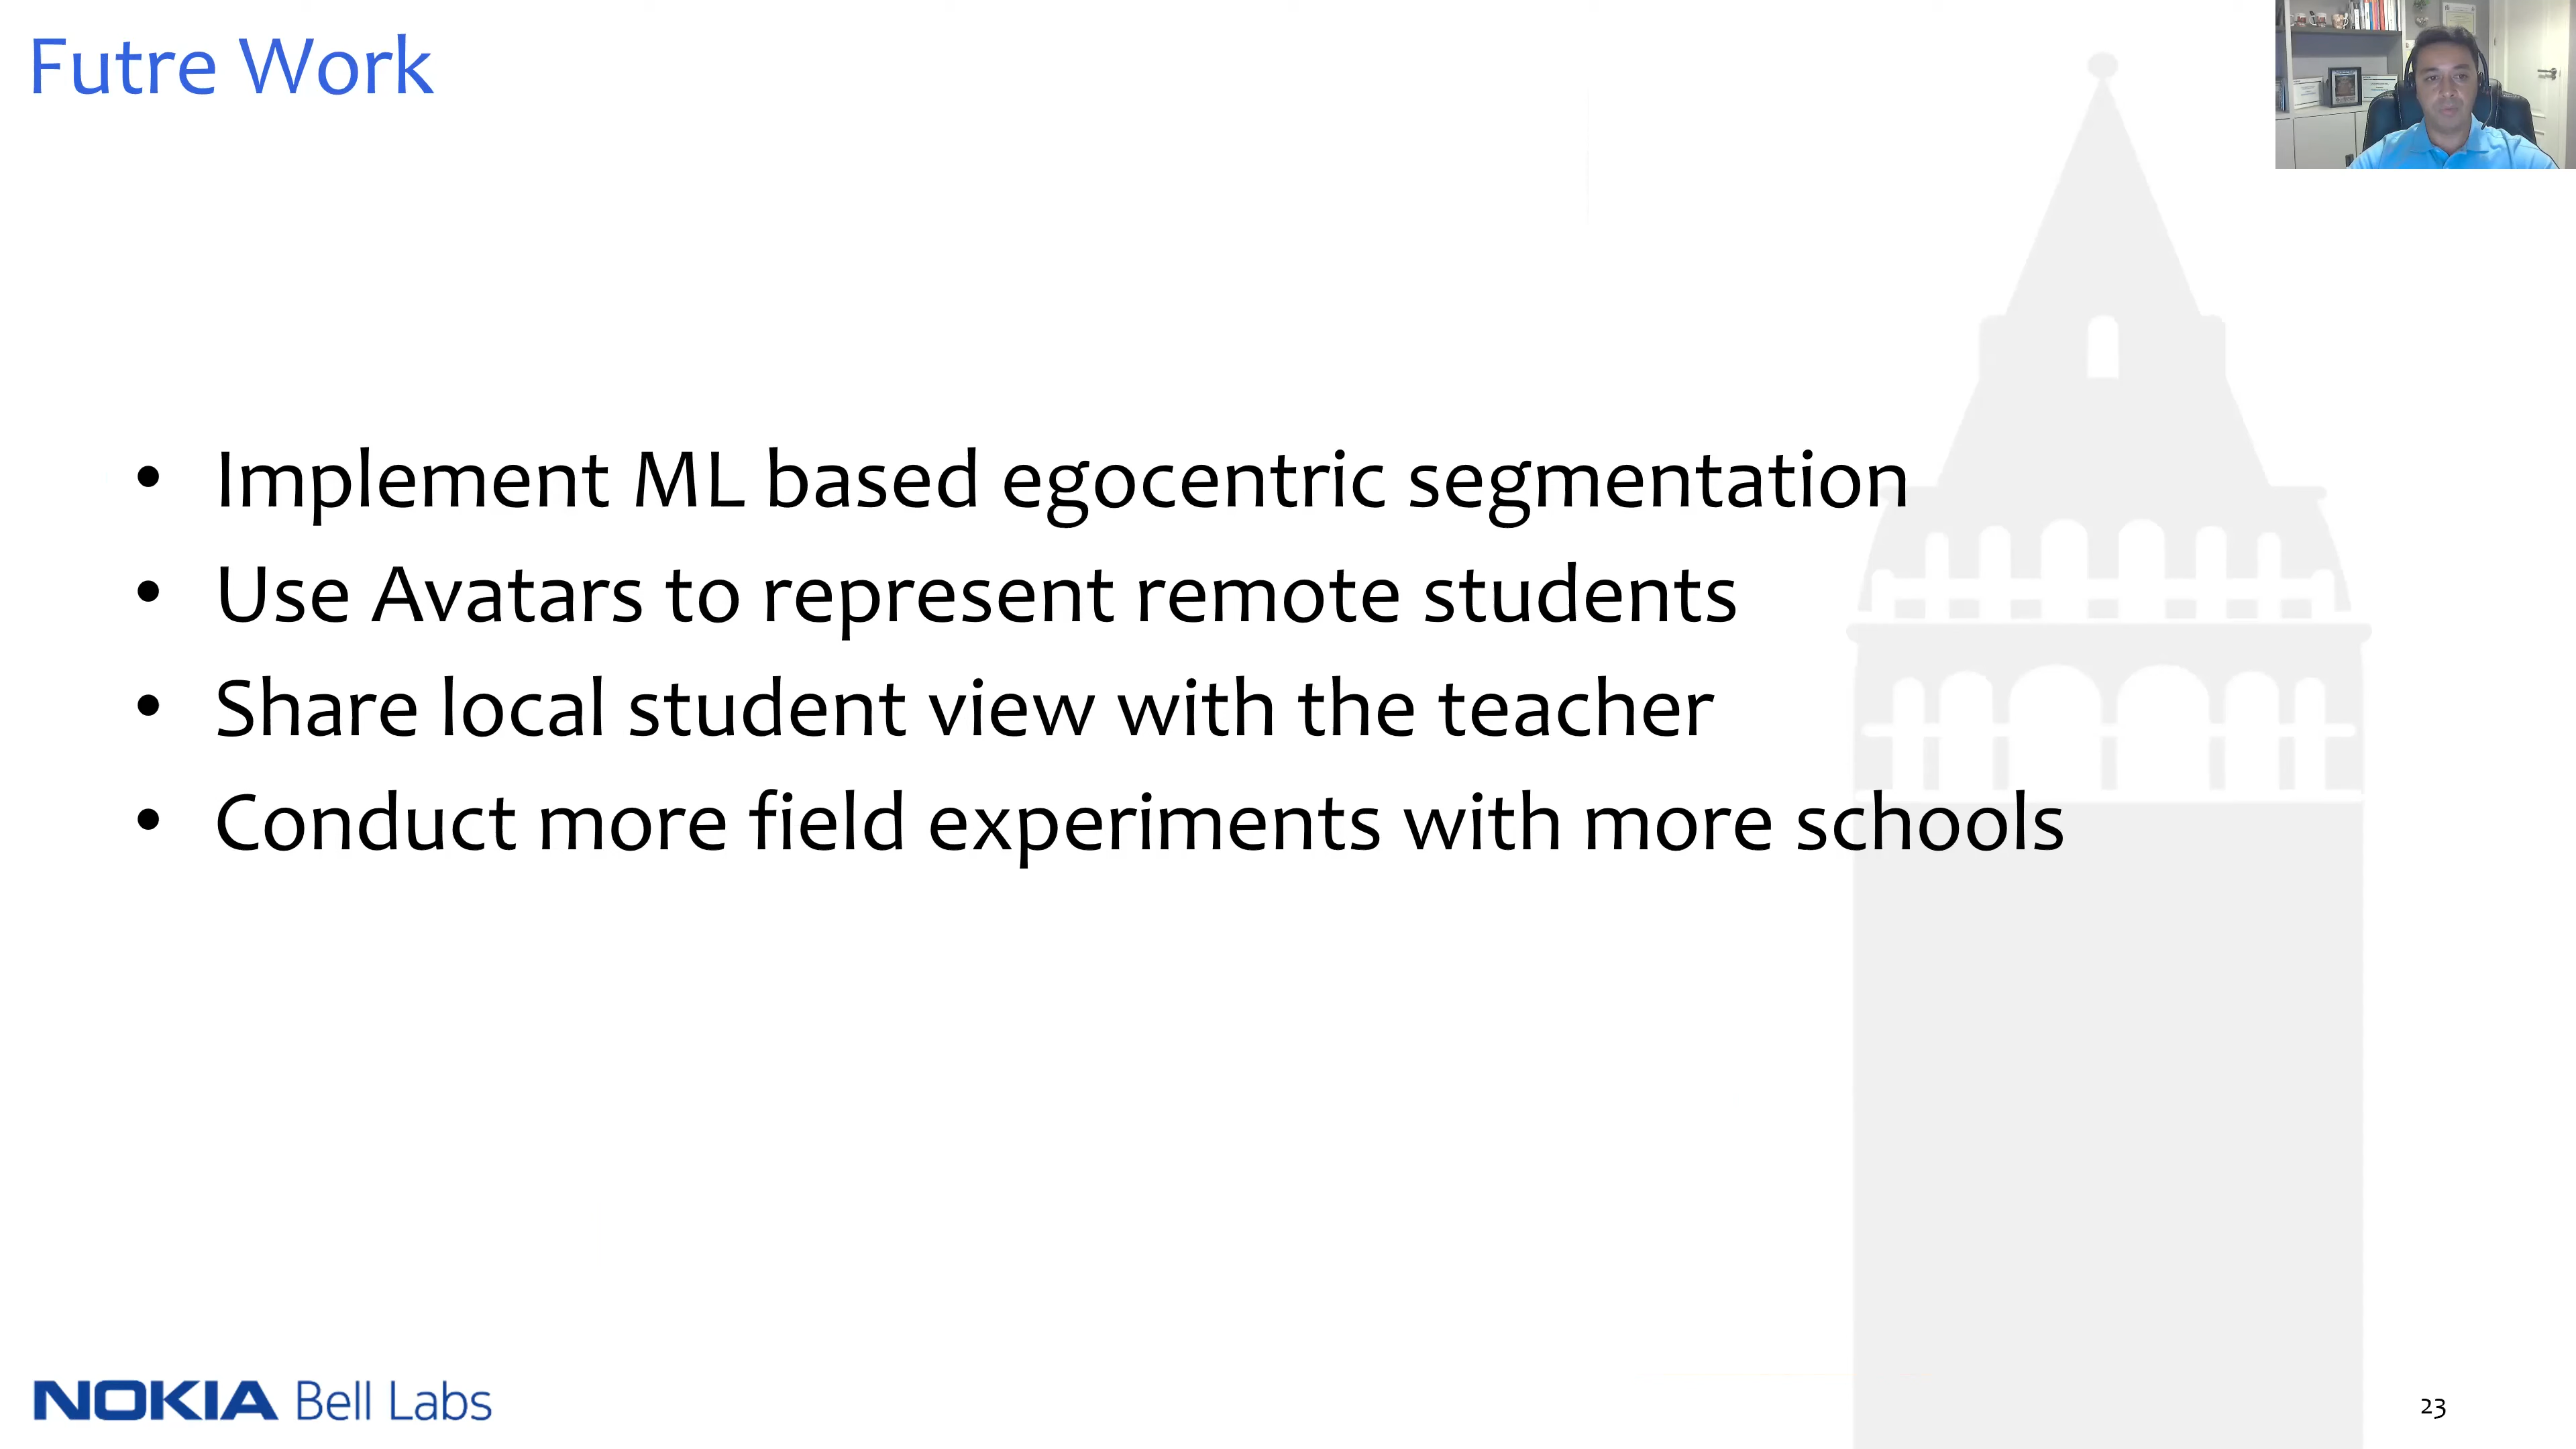 Futre Work
• Implement ML based egocentric segmentation
• Use Avatars to represent remote students
• Share local student view with the teacher
• Conduct more field experiments with more schools
NOKIA Bell Labs
23